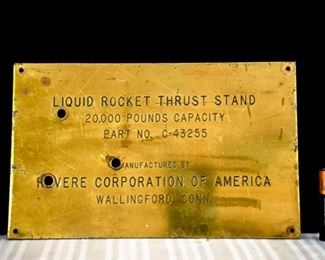 LIQUID ROCKET THRUST STAND
20,000 POUNDS CAPACITY
PART NO. C-43255
MANUFACTURED BY
REVERE CORPORATION OF AMERICA
WALLINGFORD, CONN.